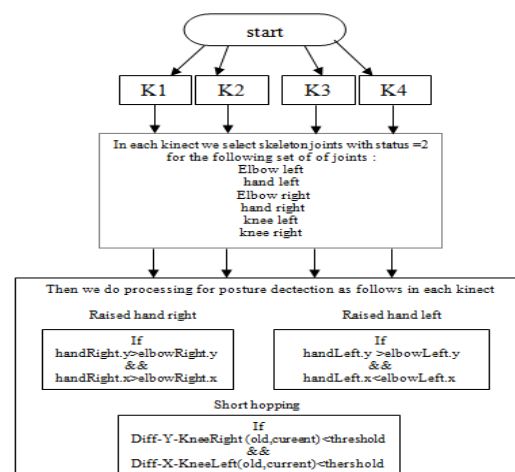 start
K1 K2 K3 K4
In each kinect we select skeleton joints with status =2
for the following set of of joints :
Elbow left
hand left
Elbow right
hand right
knee left
knee right
Then we do processing for posture dectection as follows in each kinect
Raised hand right Raised hand left
If
handRight.y>elbowRight.y
&&
handRight.x>elbowRight.x
If
handLeft.y >elbowLeft.y
&&
handLeft.x<elbowLeft.x
Short hopping
If
Diff-Y-KneeRight (old,cureent)<threshold
&&
Diff-X-KneeLeft(old,current)<thershold